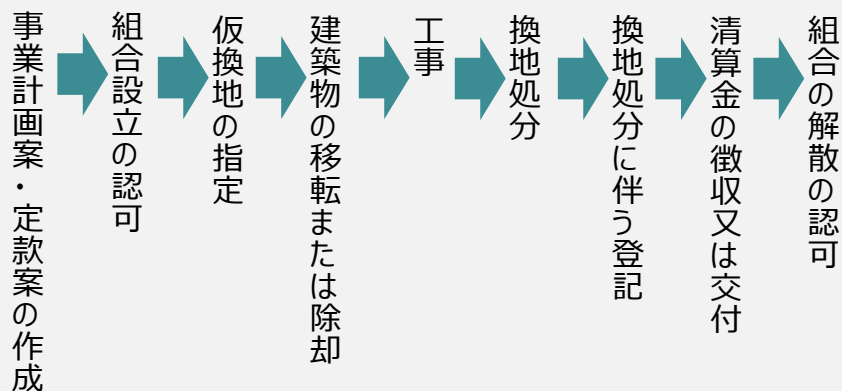 事業計画案・定款案の作成
組合設立の認可
仮換地の指定
建築物の移転または除却
工事
換地処分
換地処分に伴う登記
清算金の徴収又は交付
組合の解散の認可